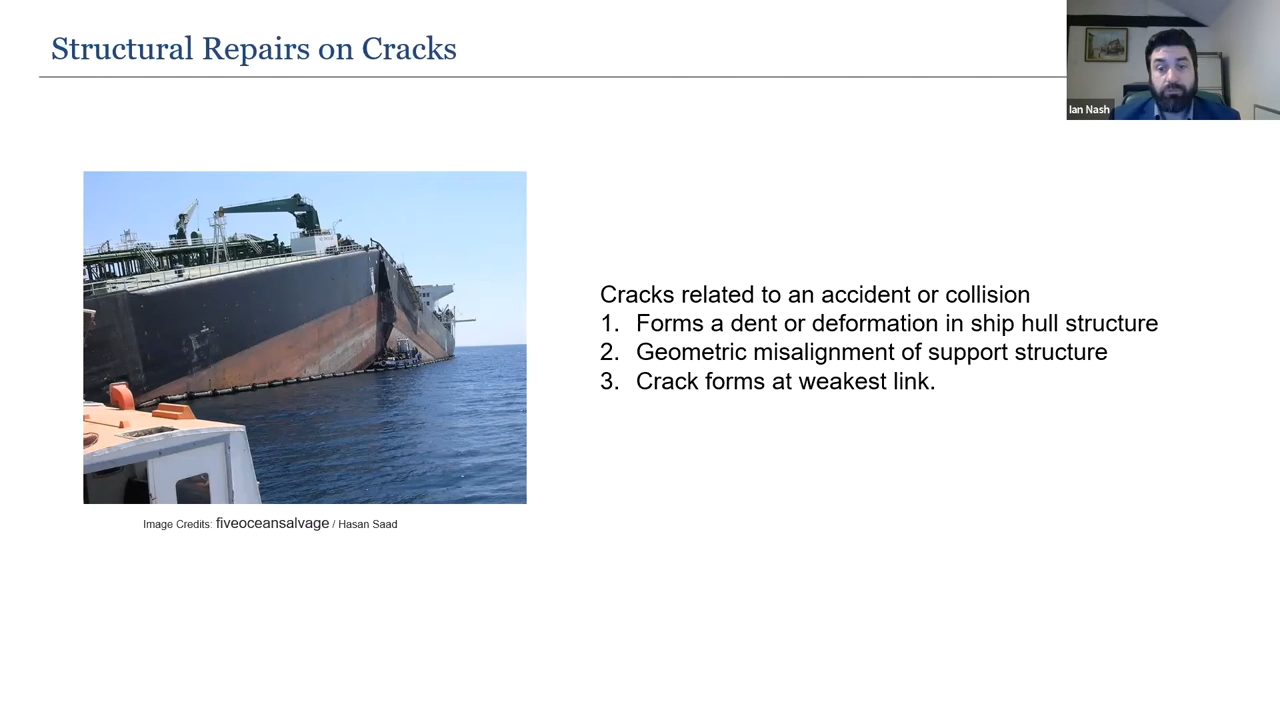 Structural Repairs on Cracks
Ian Nash
Cracks related to an accident or collision
1. Forms a dent or deformation in ship hull structure
2. Geometric misalignment of support structure
3. Crack forms at weakest link.
Image Credits: fiveoceansalvage / Hasan Saad